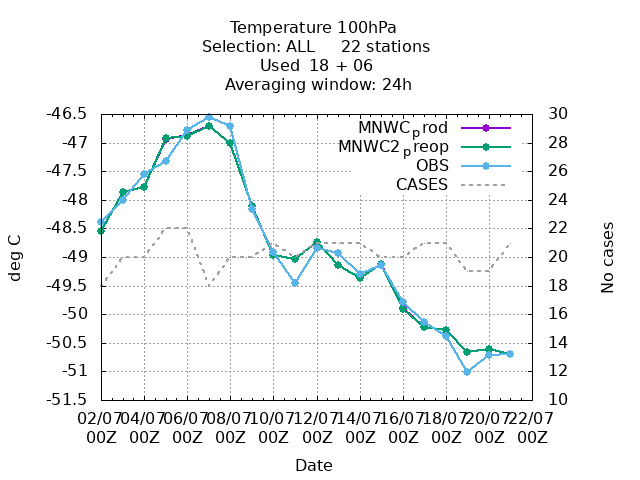 Temperature 100hPa
Selection: ALL 22 stations
Used 18 + 06
Averaging window: 24h
-46.5
-47
-47.5
-48
-48.5
-49
-49.5
-50
-50.5
-51
-51.5
deg C
MNWCprod
MNWC2preop
OBS
CASES
30
28
26
24
22
20
18
16
14
12
10
No cases
02/07 04/07 06/07 08/07 10/07 12/07 14/07 16/07 18/07 20/07 22/07
00Z 00Z 00Z 00Z 00Z 00Z 00Z 00Z 00Z 00Z 00Z
Date